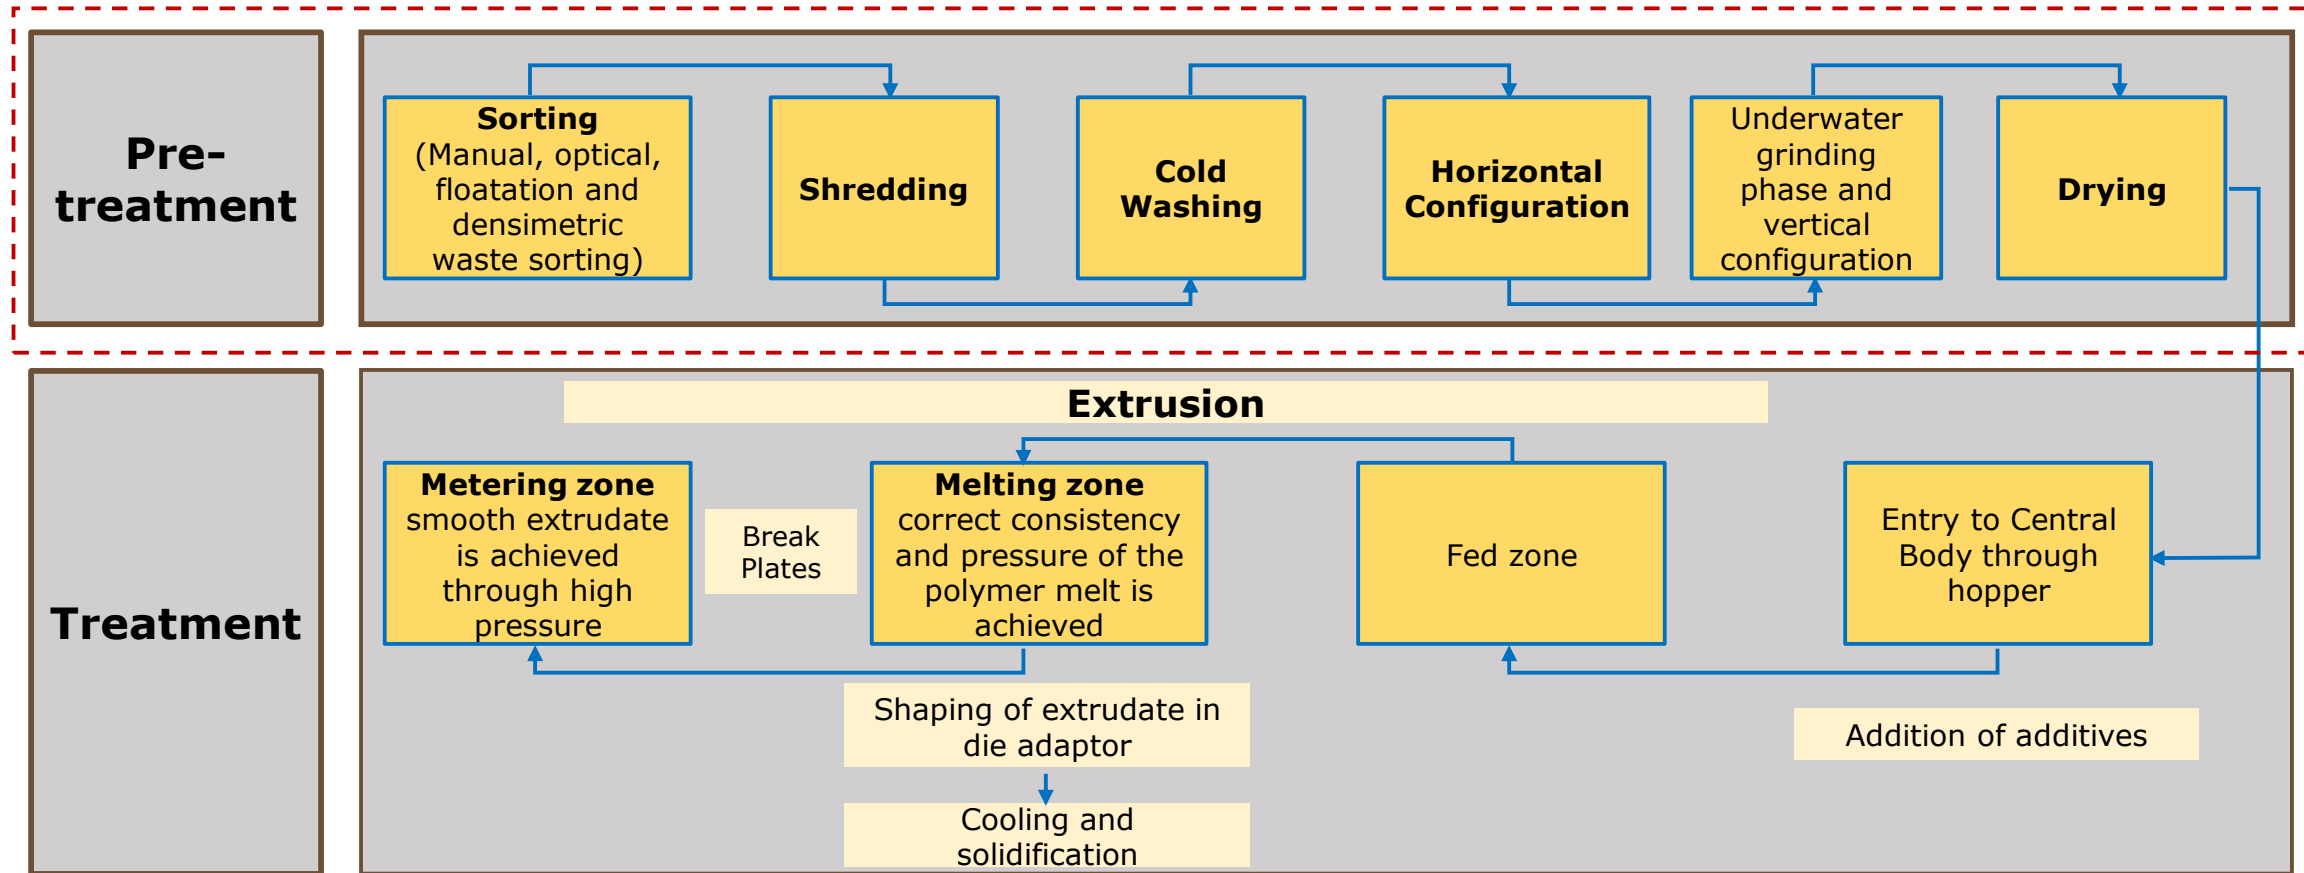 Pre-
treatment
Sorting
(Manual, optical,
floatation and
densimetric
waste sorting)
Shredding
Cold
Washing
Horizontal
Configuration
Underwater
grinding
phase and
vertical
configuration
Drying
Treatment
Extrusion
Metering zone
smooth extrudate
is achieved
through high
pressure
Break
Plates
Melting zone
correct consistency
and pressure of the
polymer melt is
achieved
Fed zone
Entry to Central
Body through
hopper
Shaping of extrudate in
die adaptor
Addition of additives
Cooling and
solidification